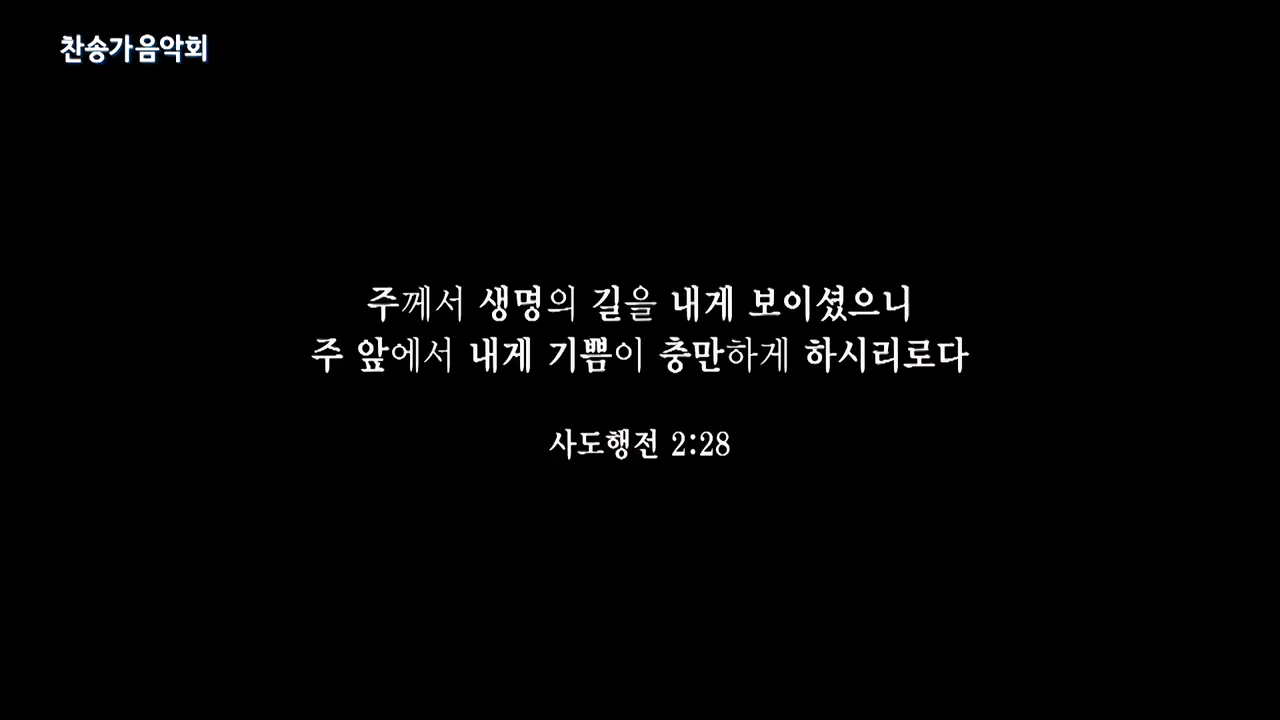 찬송가음악회
주께서 생명의 길을 내게 보이셨으니
주 앞에서 내게 기쁨이 충만하게 하시리로다
사도행전 2:28